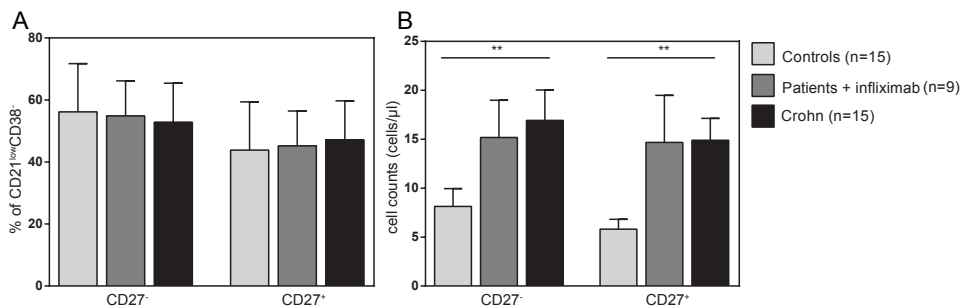 A
% of CD21ˡᵒʷCD38⁻
80
60
40
20
0
CD27⁻
CD27⁺
B
cell counts (cells/µl)
25
20
15
10
5
0
**
**
CD27⁻
CD27⁺
Controls (n=15)
Patients + infliximab (n=9)
Crohn (n=15)